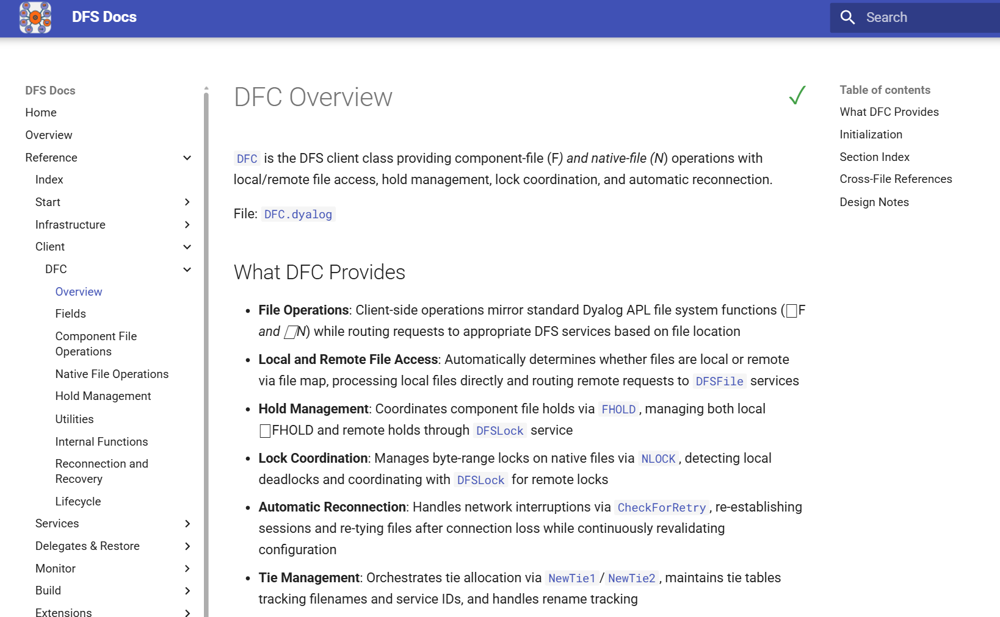 DFS Docs
Search
DFS Docs
Home
Overview
Reference
Index
Start
Infrastructure
Client
DFC
Overview
Fields
Component File
Operations
Native File Operations
Hold Management
Utilities
Internal Functions
Reconnection and
Recovery
Lifecycle
Services
Delegates & Restore
Monitor
Build
Extensions
DFC Overview
✓
DFC is the DFS client class providing component-file (F) and native-file (N) operations with
local/remote file access, hold management, lock coordination, and automatic reconnection.
File: DFC.dyalog
What DFC Provides
• File Operations: Client-side operations mirror standard Dyalog APL file system functions (⎕F
and ⎕N) while routing requests to appropriate DFS services based on file location
• Local and Remote File Access: Automatically determines whether files are local or remote
via file map, processing local files directly and routing remote requests to DFSFile services
• Hold Management: Coordinates component file holds via FHOLD, managing both local
⎕FHOLD and remote holds through DFSLock service
• Lock Coordination: Manages byte-range locks on native files via NLOCK, detecting local
deadlocks and coordinating with DFSLock for remote locks
• Automatic Reconnection: Handles network interruptions via CheckForRetry, re-establishing
sessions and re-tying files after connection loss while continuously revalidating
configuration
• Tie Management: Orchestrates tie allocation via NewTie1/NewTie2, maintains tie tables
tracking filenames and service IDs, and handles rename tracking
Table of contents
What DFC Provides
Initialization
Section Index
Cross-File References
Design Notes